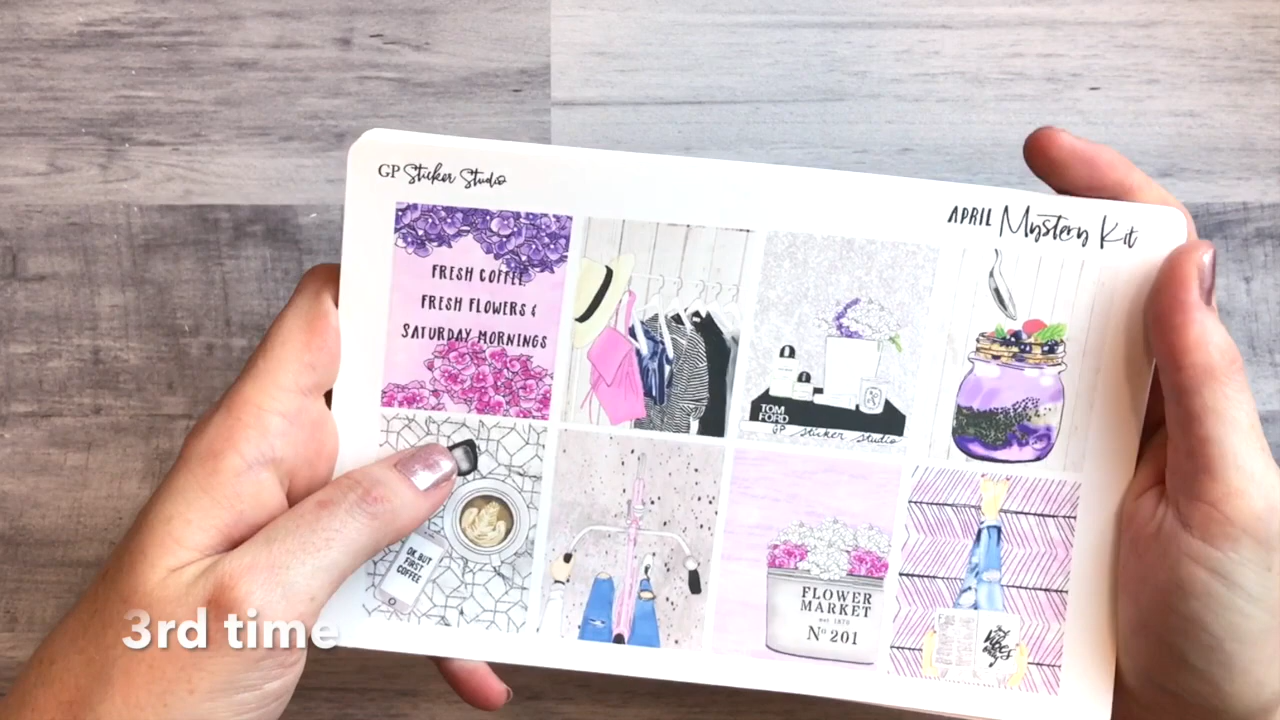 GP Sticker Studio
APRIL Mystery Kit
FRESH COFFEE,
FRESH FLOWERS &
SATURDAY MORNINGS
TOM
FORD
GP sticker studio
OK, BUT
FIRST
COFFEE
FLOWER
MARKET
est 1870
No 201
3rd time